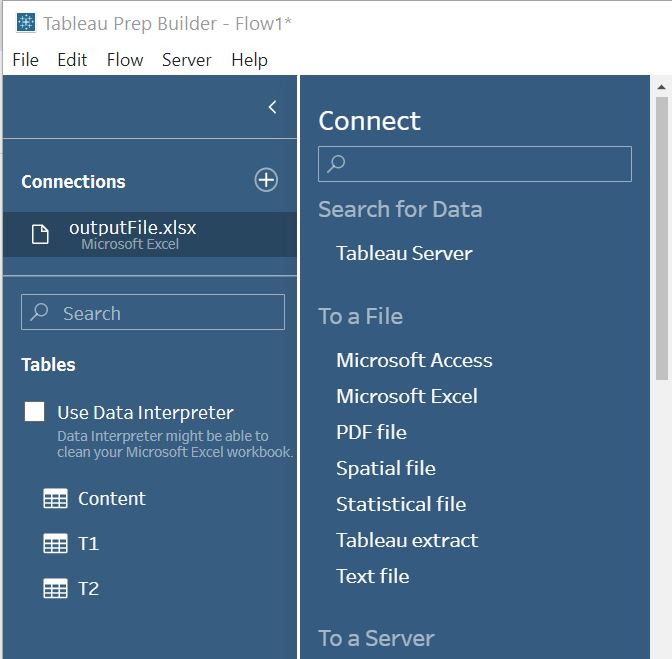 Tableau Prep Builder - Flow1*
File Edit Flow Server Help
Connections
outputFile.xlsx
Microsoft Excel
Search
Tables
Use Data Interpreter
Data Interpreter might be able to
clean your Microsoft Excel workbook.
Content
T1
T2
Connect
Search for Data
Tableau Server
To a File
Microsoft Access
Microsoft Excel
PDF file
Spatial file
Statistical file
Tableau extract
Text file
To a Server